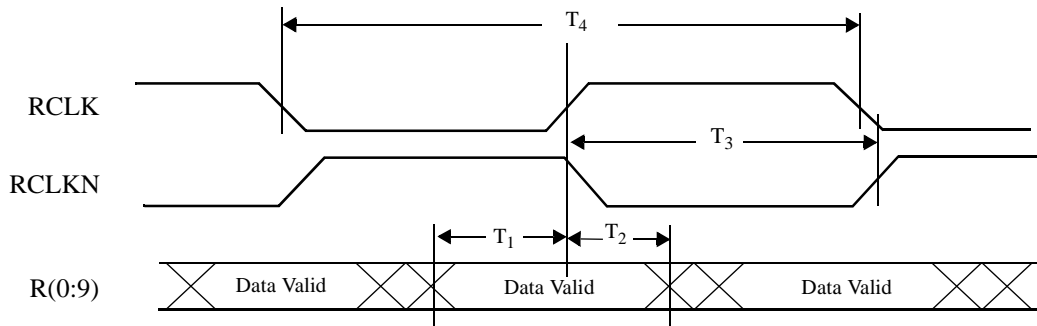 T4
RCLK
T3
RCLKN
T1 T2
R(0:9) Data Valid Data Valid Data Valid